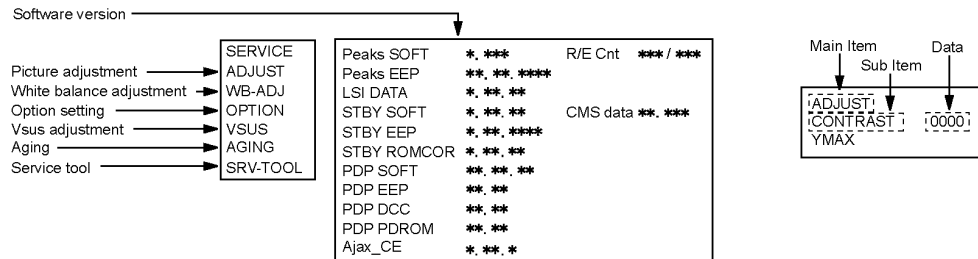 Software version
Picture adjustment
White balance adjustment
Option setting
Vsus adjustment
Aging
Service tool
SERVICE
ADJUST
WB-ADJ
OPTION
VSUS
AGING
SRV-TOOL
Peaks SOFT *. *** R/E Cnt *** / ***
Peaks EEP **. **. ****
LSI DATA *. **. **
STBY SOFT *. **. ** CMS data **. ***
STBY EEP *. **. ****
STBY ROMCOR *. **. **
PDP SOFT **. **. **
PDP EEP **. **
PDP DCC **. **
PDP PDROM **. **
Ajax_CE *. **. *
Main Item
Sub Item
Data
ADJUST
CONTRAST 0000
YMAX